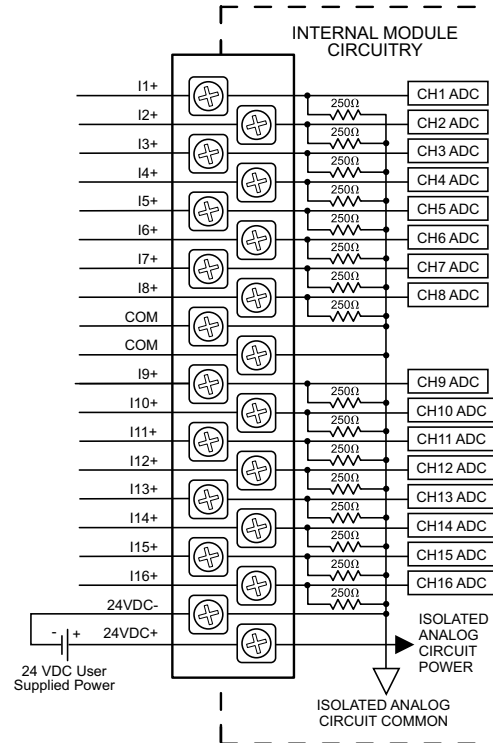 INTERNAL MODULE
CIRCUITRY
I1+
CH1 ADC
250Ω
I2+
CH2 ADC
250Ω
I3+
CH3 ADC
250Ω
I4+
CH4 ADC
250Ω
I5+
CH5 ADC
250Ω
I6+
CH6 ADC
250Ω
I7+
CH7 ADC
250Ω
I8+
CH8 ADC
250Ω
COM
COM
I9+
CH9 ADC
250Ω
I10+
CH10 ADC
250Ω
I11+
CH11 ADC
250Ω
I12+
CH12 ADC
250Ω
I13+
CH13 ADC
250Ω
I14+
CH14 ADC
250Ω
I15+
CH15 ADC
250Ω
I16+
CH16 ADC
250Ω
24VDC-
24VDC+
- +
24 VDC User
Supplied Power
ISOLATED
ANALOG
CIRCUIT
POWER
ISOLATED ANALOG
CIRCUIT COMMON